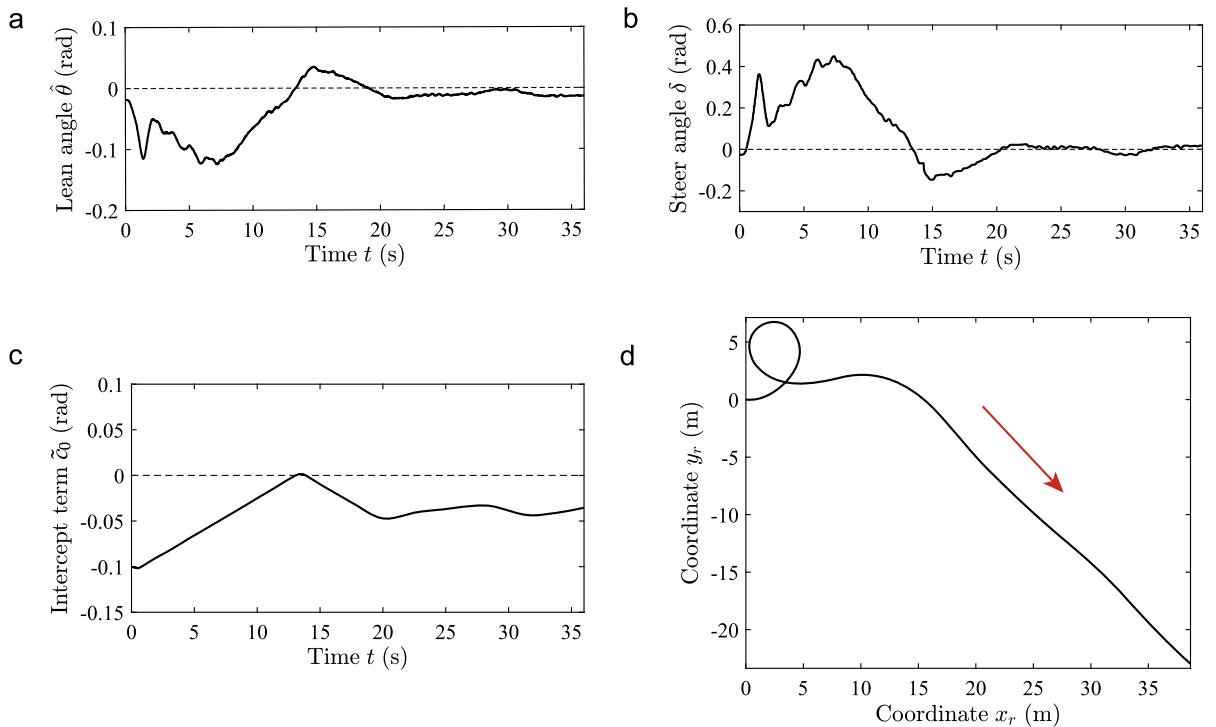 a
Lean angle θ̂ (rad)
0.1
0
-0.1
-0.2
0 5 10 15 20 25 30 35
Time t (s)
b
Steer angle δ (rad)
0.6
0.4
0.2
0
-0.2
0 5 10 15 20 25 30 35
Time t (s)
c
Intercept term c̃₀ (rad)
0.1
0.05
0
-0.05
-0.1
-0.15
0 5 10 15 20 25 30 35
Time t (s)
d
Coordinate yᵣ (m)
5
0
-5
-10
-15
-20
0 5 10 15 20 25 30 35
Coordinate xᵣ (m)